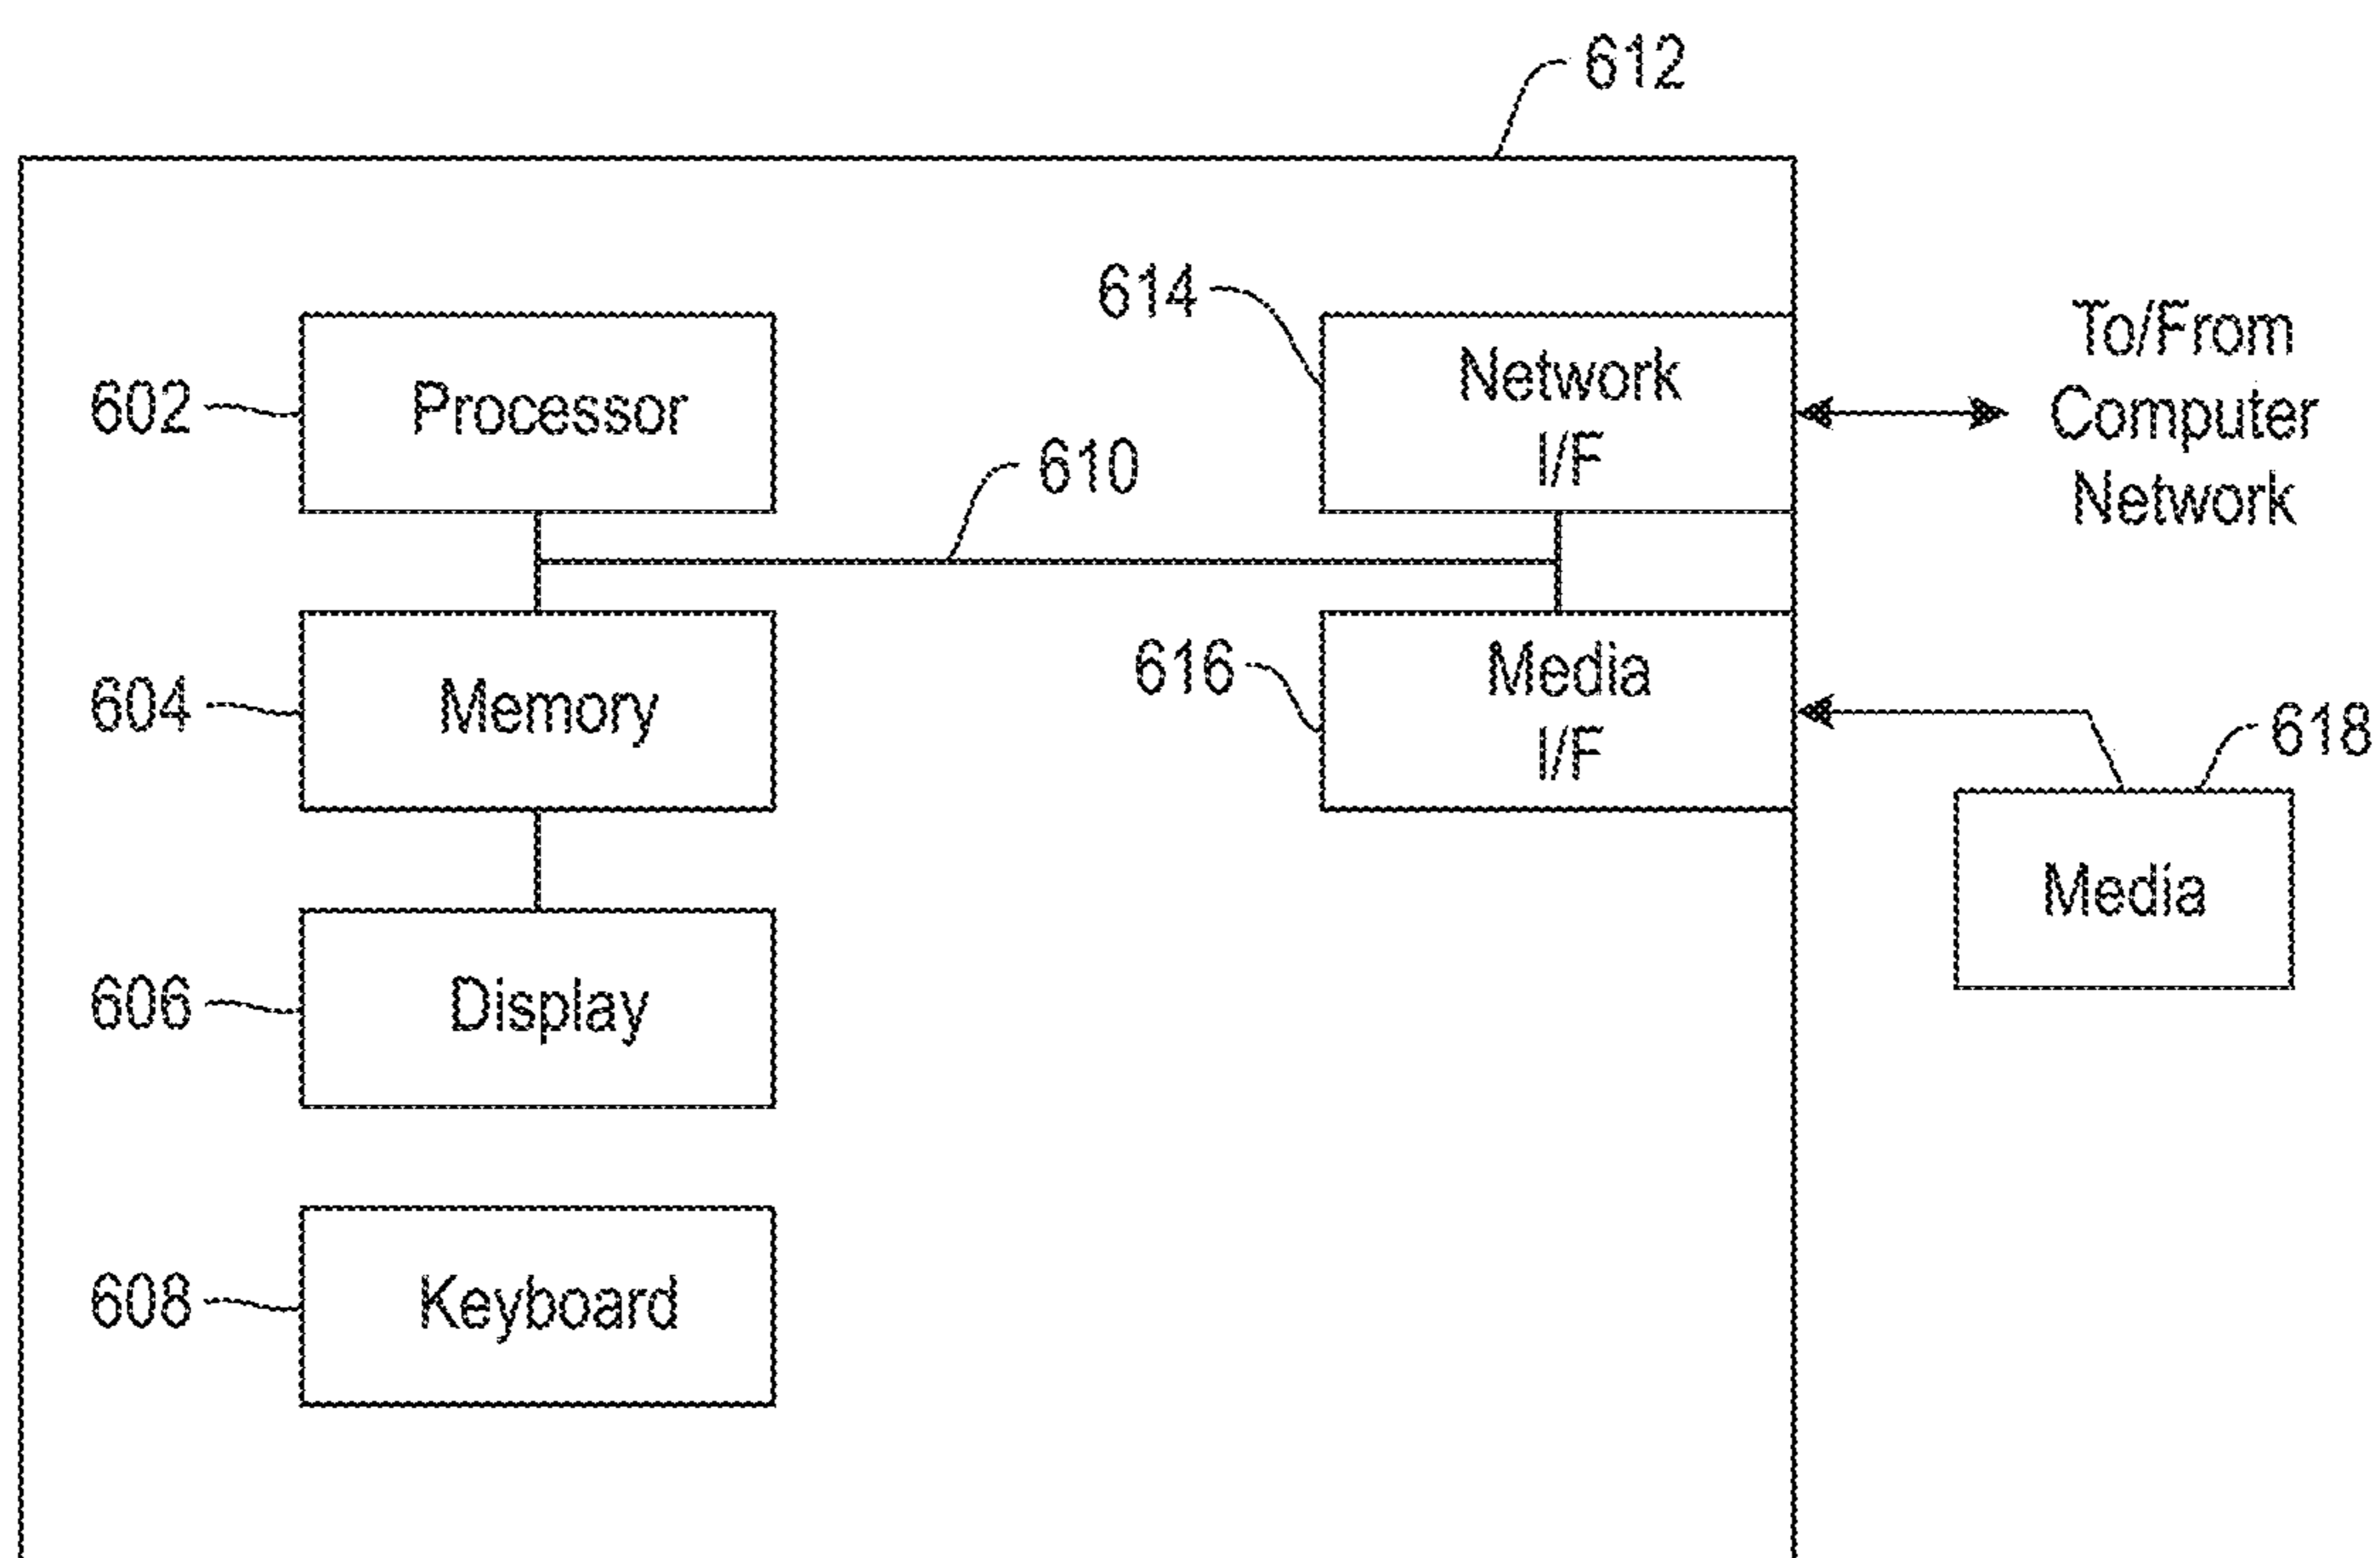 612
614
Network
I/F
To/From
Computer
Network
602
Processor
610
604
Memory
616
Media
I/F
618
Media
606
Display
608
Keyboard